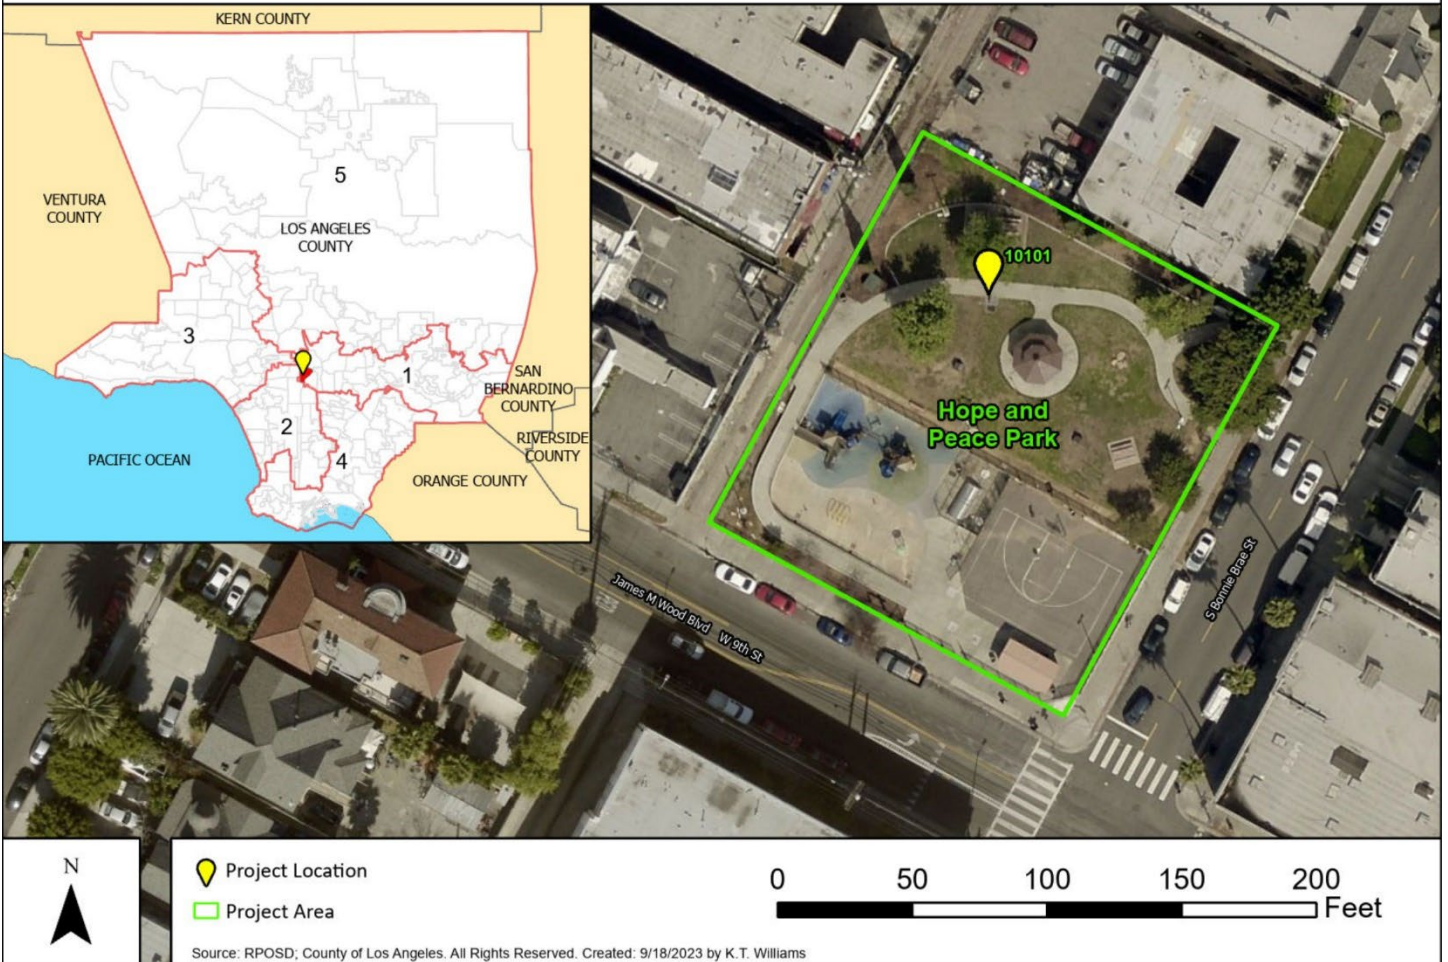 KERN COUNTY
5
VENTURA
COUNTY
LOS ANGELES
COUNTY
3
1
SAN
BERNARDINO
COUNTY
2
RIVERSIDE
COUNTY
4
PACIFIC OCEAN
ORANGE COUNTY
10101
Hope and
Peace Park
James M Wood Blvd W 9th St
S Bonnie Brae St
N
Project Location
Project Area
0 50 100 150 200
Feet
Source: RPOSD; County of Los Angeles. All Rights Reserved. Created: 9/18/2023 by K.T. Williams